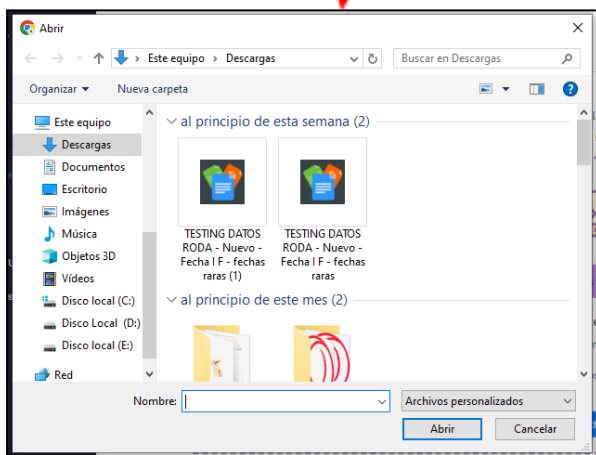 Abrir
Este equipo > Descargas
Buscar en Descargas
Organizar
Nueva carpeta
Este equipo
Descargas
Documentos
Escritorio
Imágenes
Música
Objetos 3D
Vídeos
Disco local (C:)
Disco Local (D:)
Disco local (E:)
Red
al principio de esta semana (2)
TESTING DATOS
RODA - Nuevo -
Fecha I F - fechas
raras (1)
TESTING DATOS
RODA - Nuevo -
Fecha I F - fechas
raras
al principio de este mes (2)
Nombre:
Archivos personalizados
Abrir
Cancelar